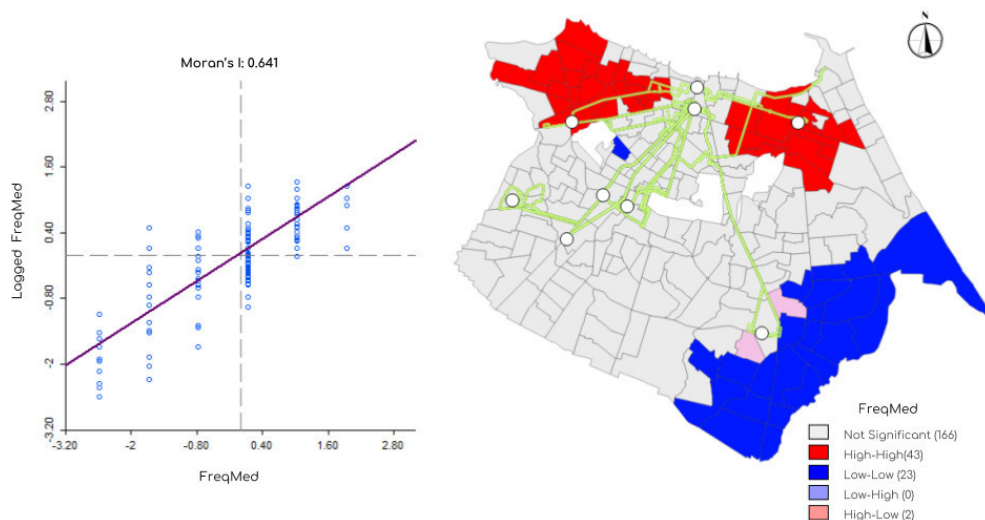 Moran's I: 0.641
2.80
1.60
0.40
-0.80
-2
-3.20
Lagged FreqMed
-3.20 -2 -0.80 0.40 1.60 2.80
FreqMed
N
FreqMed
Not Significant (166)
High-High(43)
Low-Low (23)
Low-High (0)
High-Low (2)